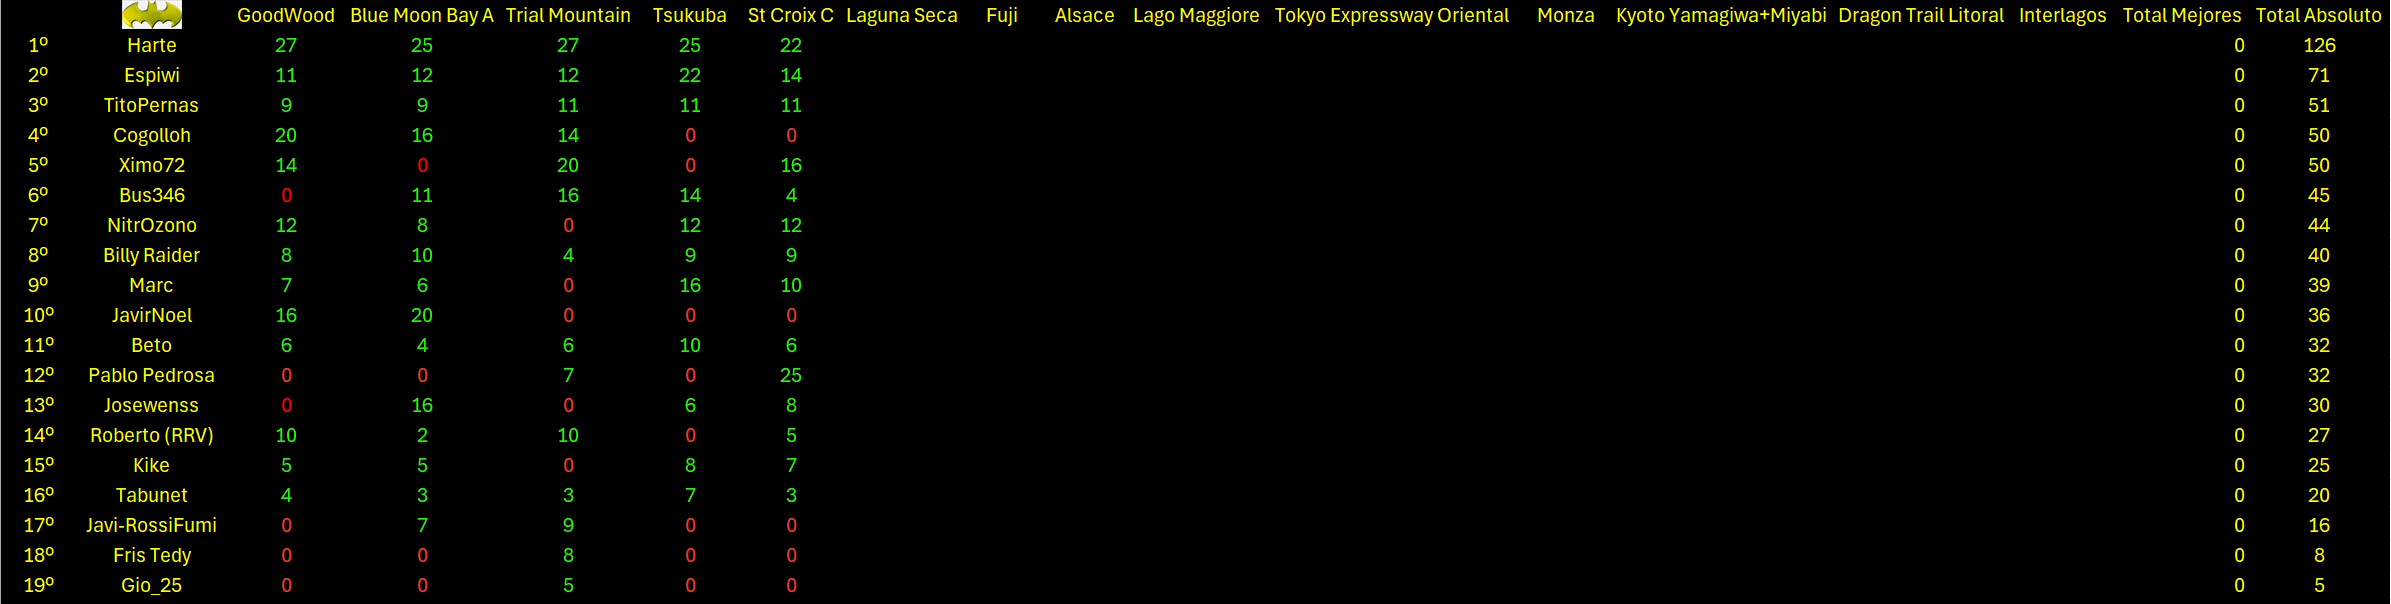 GoodWood Blue Moon Bay A Trial Mountain Tsukuba St Croix C Laguna Seca Fuji Alsace Lago Maggiore Tokyo Expressway Oriental Monza Kyoto Yamagiwa+Miyabi Dragon Trail Litoral Interlagos Total Mejores Total Absoluto
1º Harte 27 25 27 25 22 0 126
2º Espiwi 11 12 12 22 14 0 71
3º TitoPernas 9 9 11 11 11 0 51
4º Cogolloh 20 16 14 0 0 0 50
5º Ximo72 14 0 20 0 16 0 50
6º Bus346 0 11 16 14 4 0 45
7º NitrOzono 12 8 0 12 12 0 44
8º Billy Raider 8 10 4 9 9 0 40
9º Marc 7 6 0 16 10 0 39
10º JavirNoel 16 20 0 0 0 0 36
11º Beto 6 4 6 10 6 0 32
12º Pablo Pedrosa 0 0 7 0 25 0 32
13º Josewenss 0 16 0 6 8 0 30
14º Roberto (RRV) 10 2 10 0 5 0 27
15º Kike 5 5 0 8 7 0 25
16º Tabunet 4 3 3 7 3 0 20
17º Javi-RossiFumi 0 7 9 0 0 0 16
18º Fris Tedy 0 0 8 0 0 0 8
19º Gio_25 0 0 5 0 0 0 5